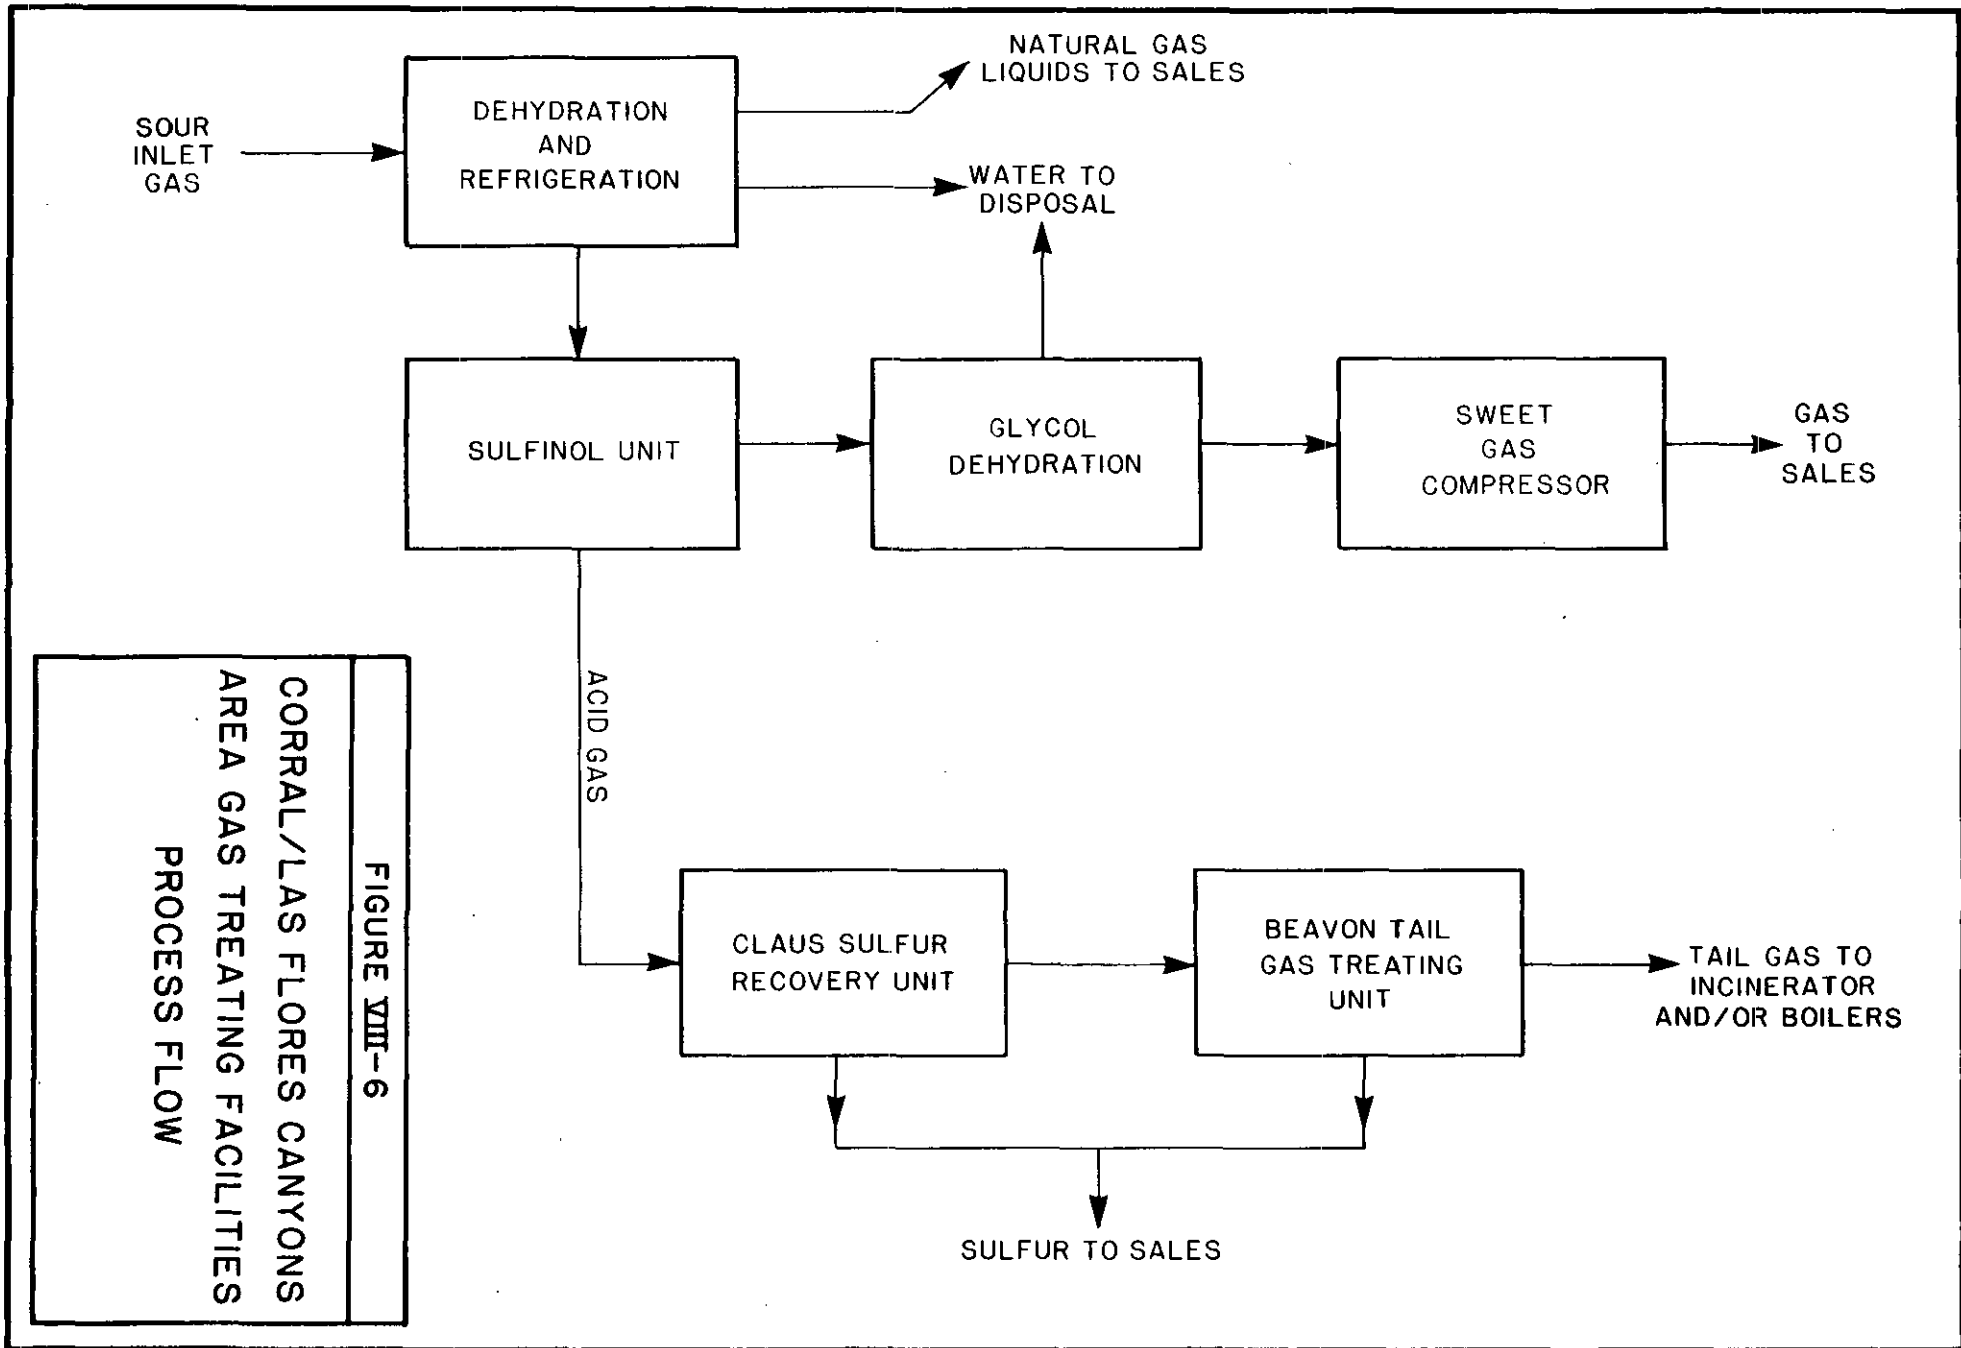 NATURAL GAS
LIQUIDS TO SALES
SOUR
INLET
GAS
DEHYDRATION
AND
REFRIGERATION
WATER TO
DISPOSAL
SULFINOL UNIT
GLYCOL
DEHYDRATION
SWEET
GAS
COMPRESSOR
GAS
TO
SALES
ACID GAS
CLAUS SULFUR
RECOVERY UNIT
BEAVON TAIL
GAS TREATING
UNIT
TAIL GAS TO
INCINERATOR
AND/OR BOILERS
SULFUR TO SALES
FIGURE VIII-6
CORRAL/LAS FLORES CANYONS
AREA GAS TREATING FACILITIES
PROCESS FLOW